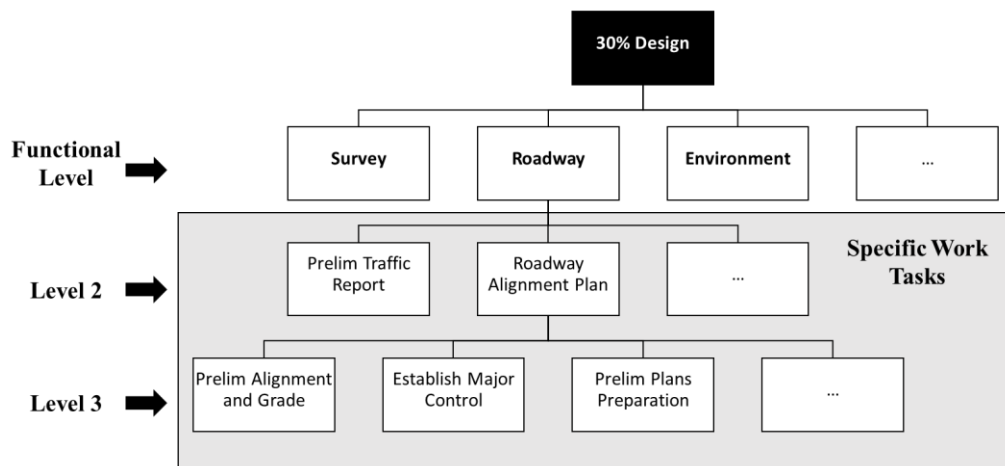 30% Design
Functional
Level
Survey
Roadway
Environment
...
Specific Work
Tasks
Level 2
Prelim Traffic
Report
Roadway
Alignment Plan
...
Level 3
Prelim Alignment
and Grade
Establish Major
Control
Prelim Plans
Preparation
...